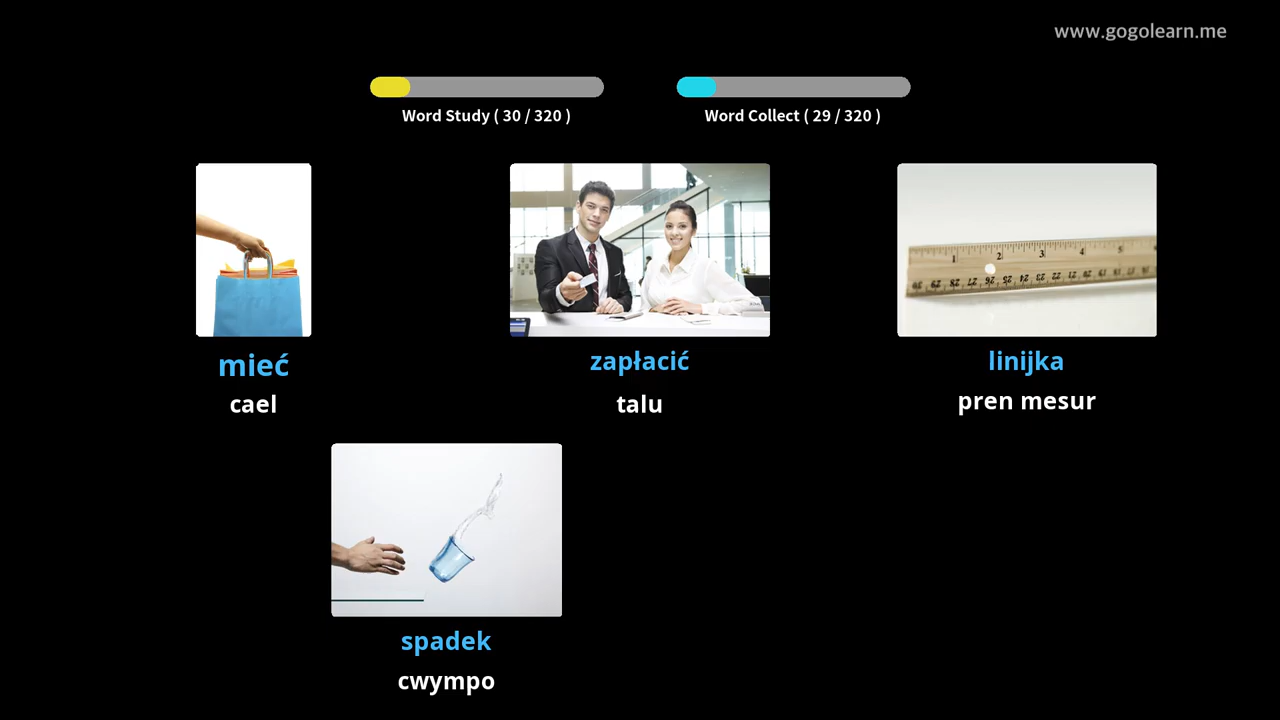 www.gogolearn.me
Word Study ( 30 / 320 )
Word Collect ( 29 / 320 )
mieć
cael
zapłacić
talu
linijka
pren mesur
spadek
cwympo